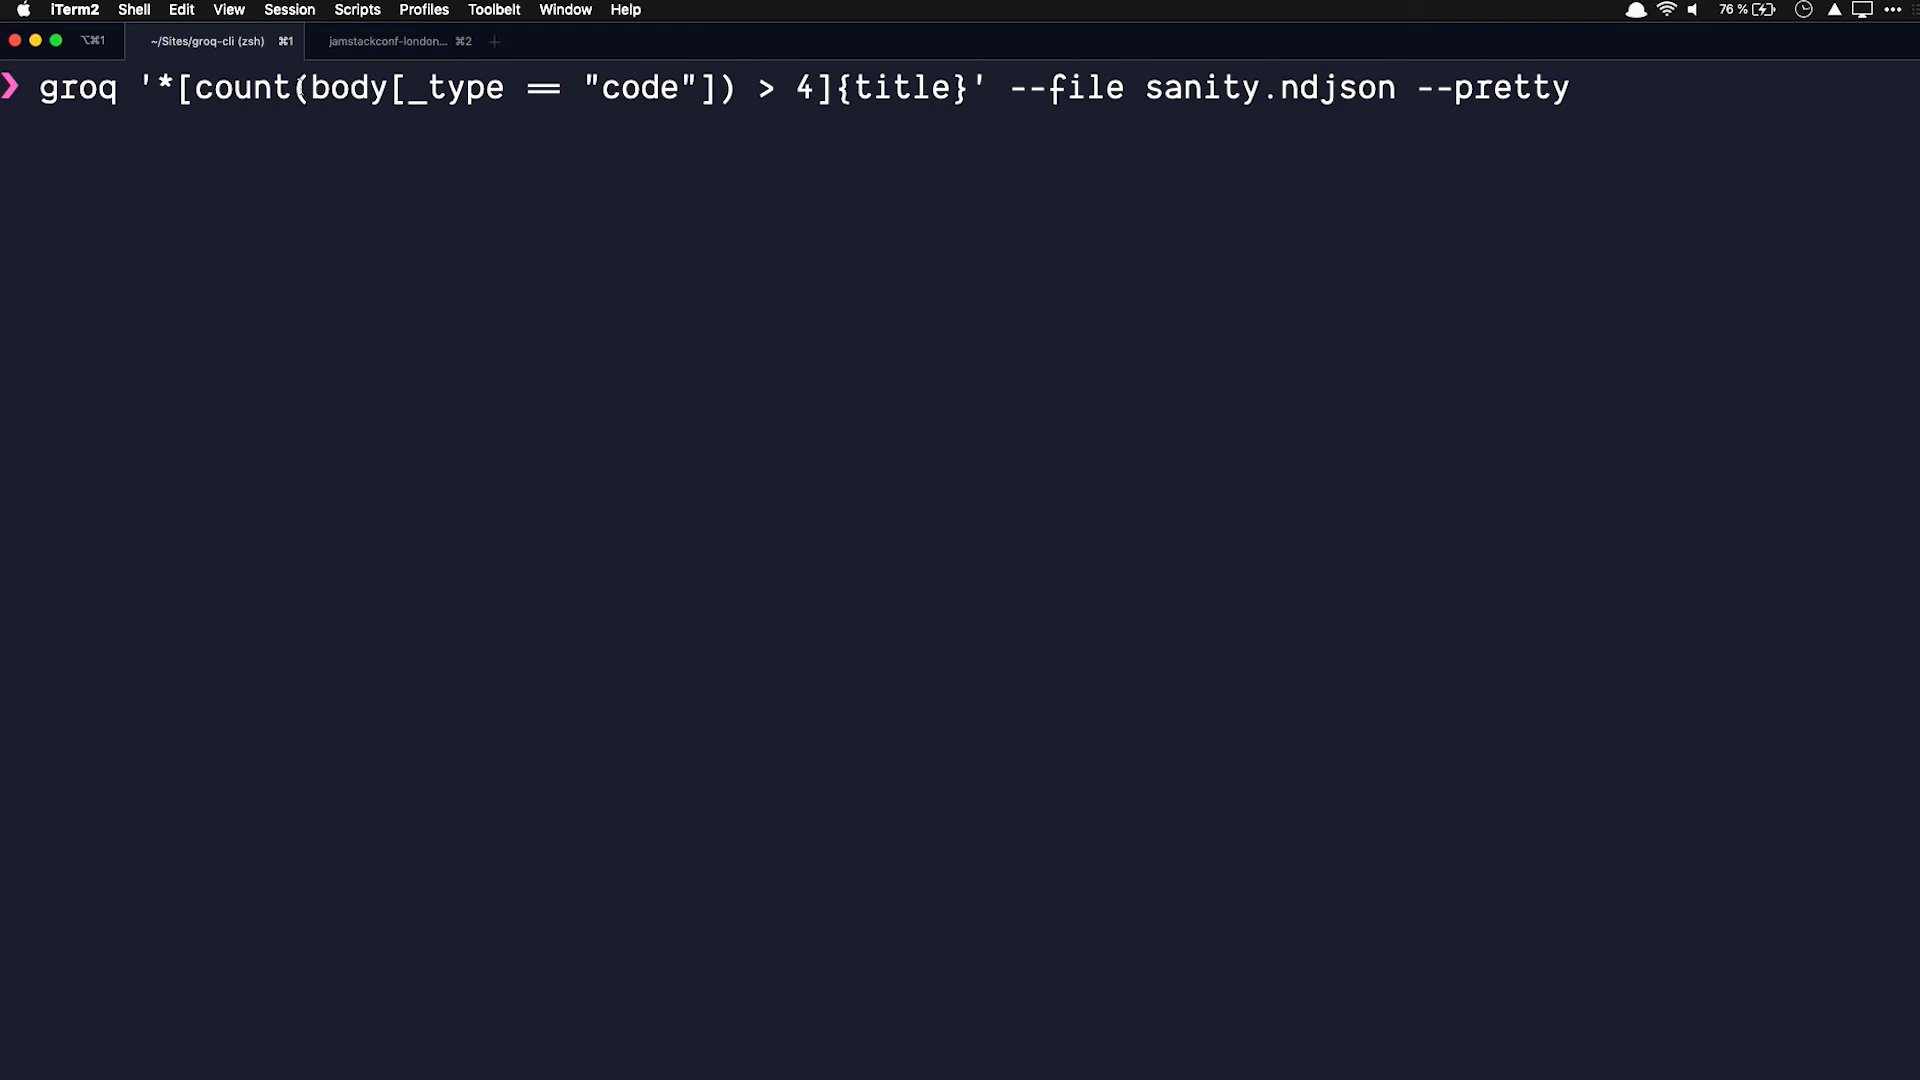 iTerm2 Shell Edit View Session Scripts Profiles Toolbelt Window Help 76 %
⌥⌘1 ~/Sites/groq-cli (zsh) ⌘1 jamstackconf-london... ⌘2 +
❯ groq '*[count(body[_type == "code"]) > 4]{title}' --file sanity.ndjson --pretty